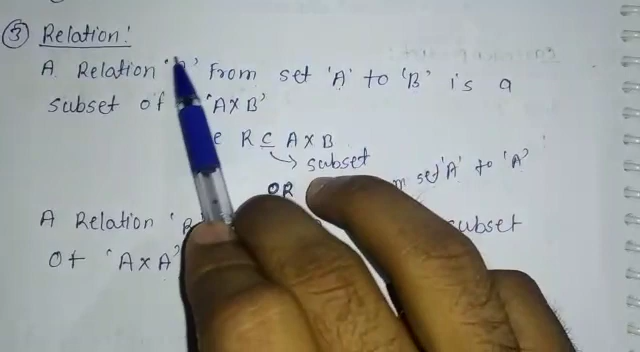 ③ Relation:
A Relation 'R' From set 'A' to 'B' is a
subset of 'A×B'
R ⊆ A×B
subset
OR
A Relation 'R set 'A' to 'A'
subset
Of 'A×A'